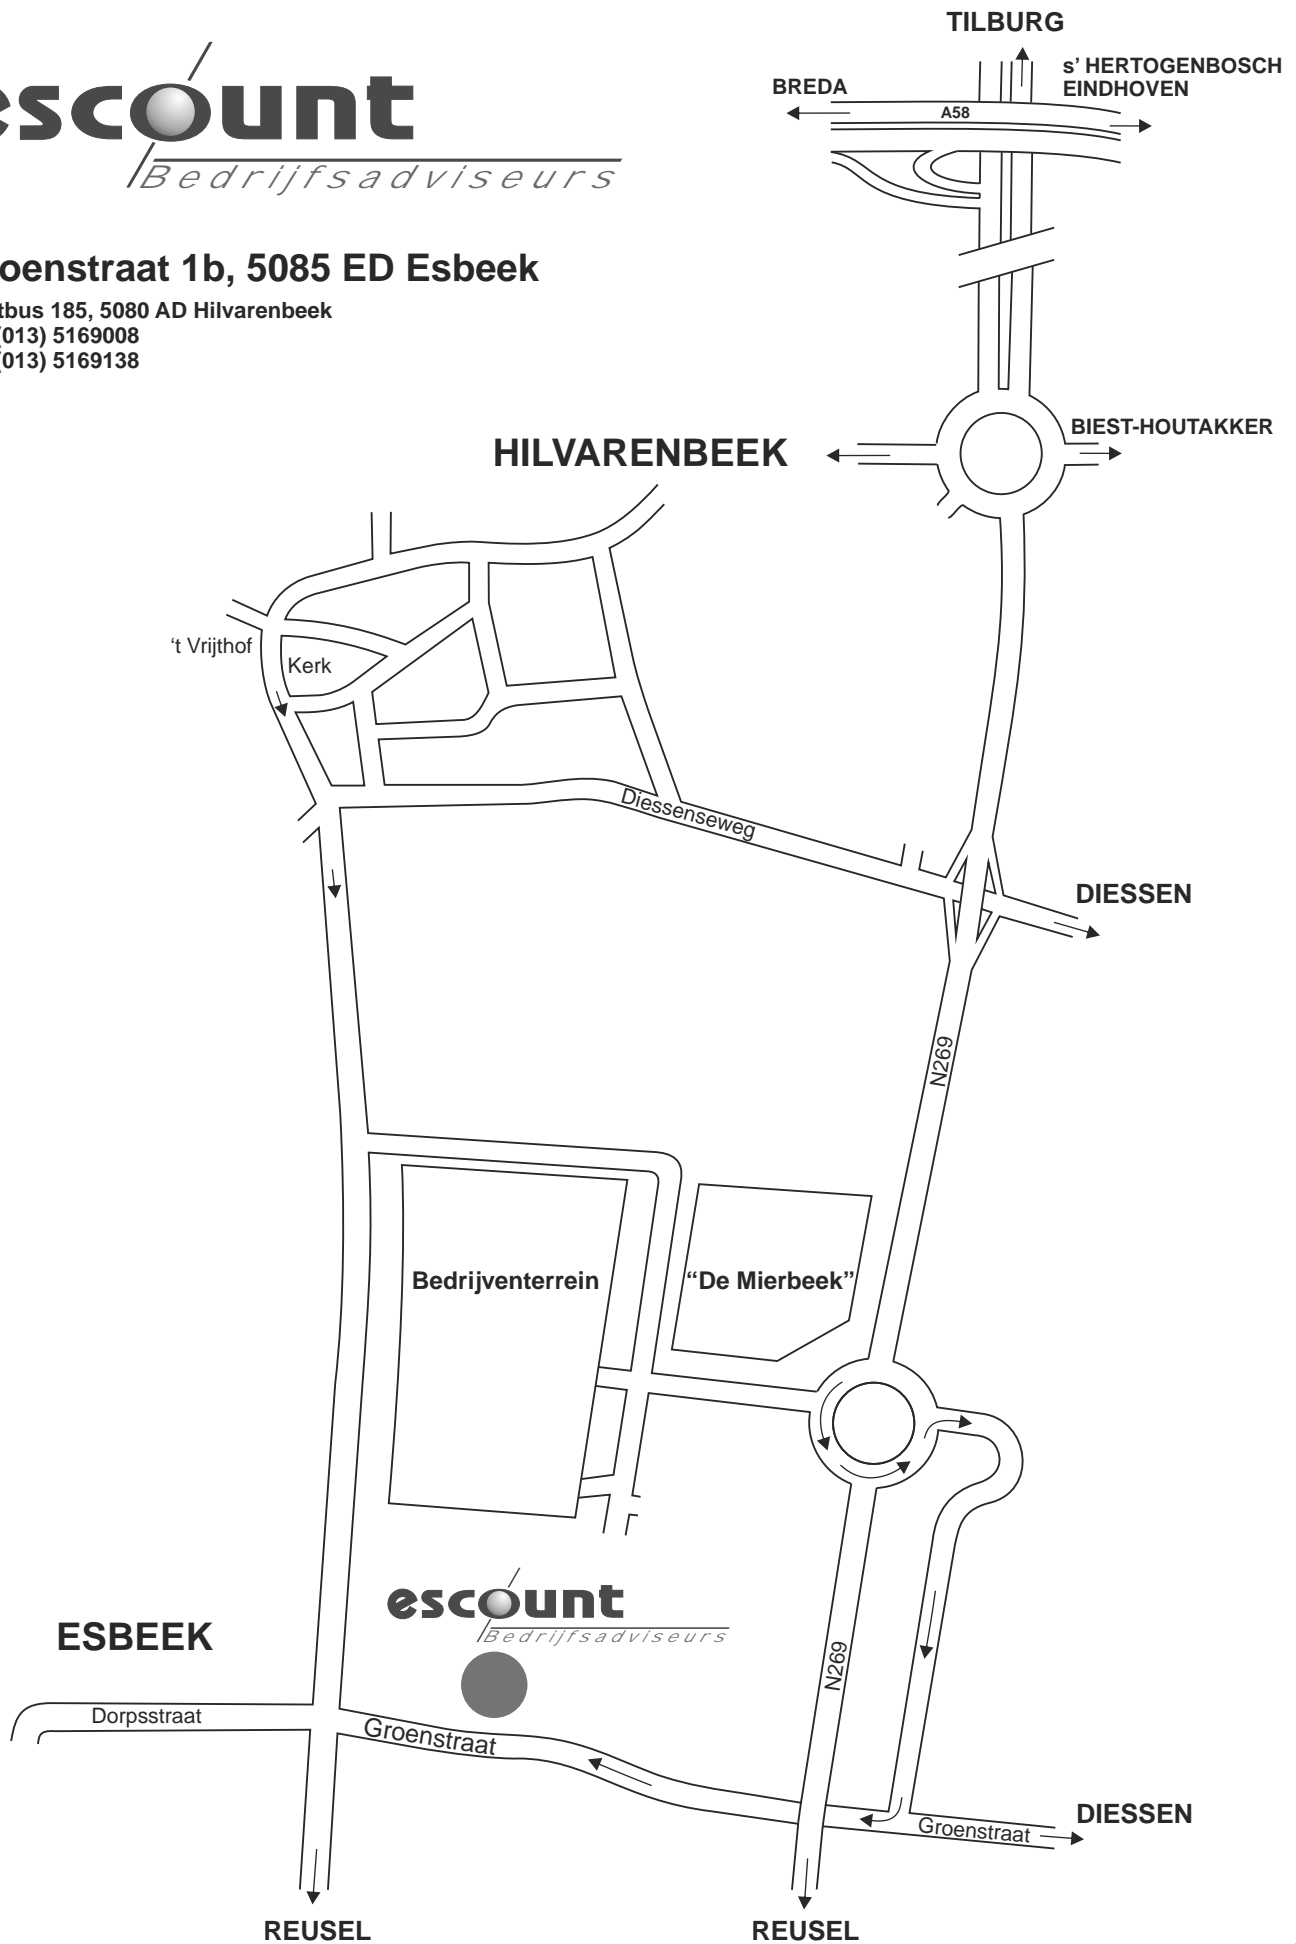 TILBURG
s’ HERTOGENBOSCH
EINDHOVEN
BREDA
A58
escount
Bedrijfsadviseurs
oenstraat 1b, 5085 ED Esbeek
tbus 185, 5080 AD Hilvarenbeek
(013) 5169008
(013) 5169138
BIEST-HOUTAKKER
HILVARENBEEK
‘t Vrijthof
Kerk
Diessenseweg
DIESSEN
N269
Bedrijventerrein
“De Mierbeek”
escount
Bedrijfsadviseurs
ESBEEK
N269
Dorpsstraat
Groenstraat
DIESSEN
Groenstraat
REUSEL
REUSEL